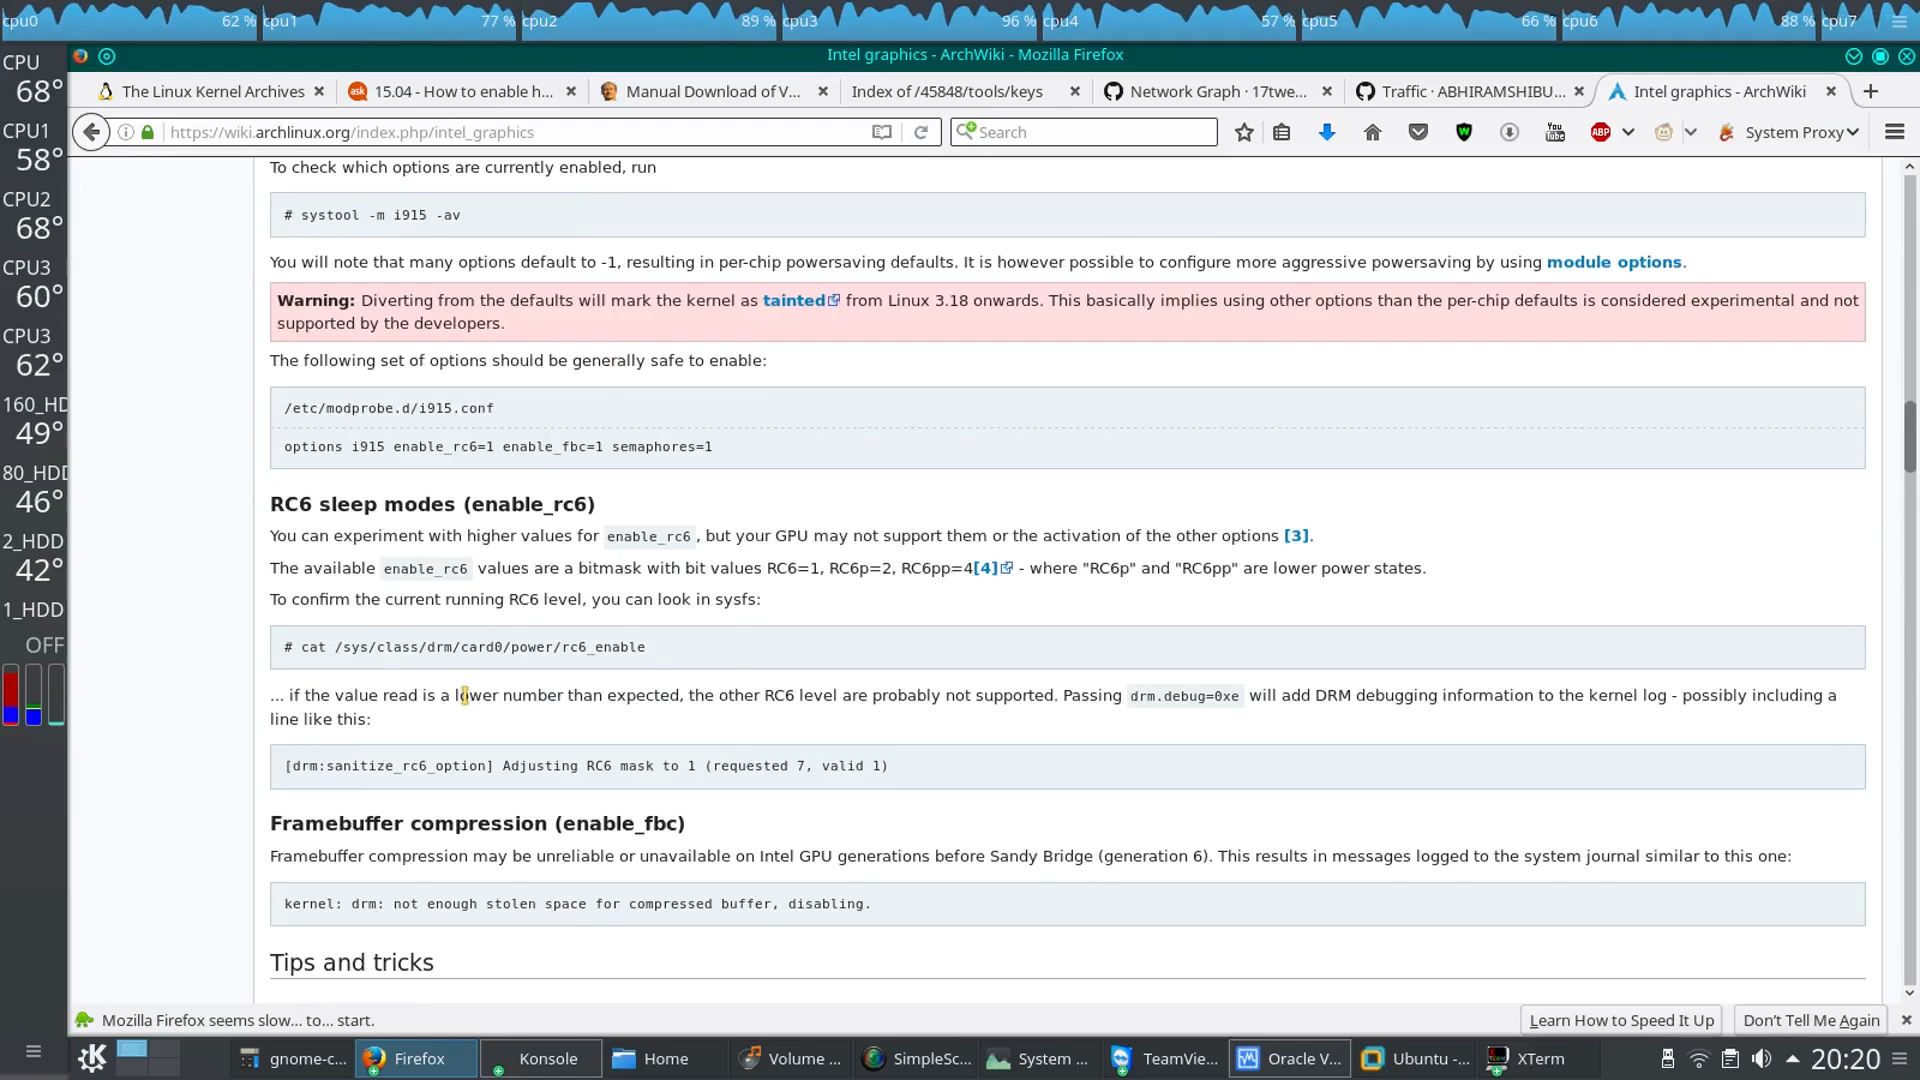 cpu0 62 % cpu1 77 % cpu2 89 % cpu3 96 % cpu4 57 % cpu5 66 % cpu6 88 % cpu7
Intel graphics - ArchWiki - Mozilla Firefox
The Linux Kernel Archives 15.04 - How to enable h... Manual Download of V... Index of /45848/tools/keys Network Graph · 17twe... Traffic · ABHIRAMSHIBU... Intel graphics - ArchWiki
https://wiki.archlinux.org/index.php/intel_graphics Search You Tube ABP System Proxy
CPU
68°
CPU1
58°
CPU2
68°
CPU3
60°
CPU3
62°
160_HD
49°
80_HDD
46°
2_HDD
42°
1_HDD
OFF
To check which options are currently enabled, run
# systool -m i915 -av
You will note that many options default to -1, resulting in per-chip powersaving defaults. It is however possible to configure more aggressive powersaving by using module options.
Warning: Diverting from the defaults will mark the kernel as tainted from Linux 3.18 onwards. This basically implies using other options than the per-chip defaults is considered experimental and not
supported by the developers.
The following set of options should be generally safe to enable:
/etc/modprobe.d/i915.conf
options i915 enable_rc6=1 enable_fbc=1 semaphores=1
RC6 sleep modes (enable_rc6)
You can experiment with higher values for enable_rc6, but your GPU may not support them or the activation of the other options [3].
The available enable_rc6 values are a bitmask with bit values RC6=1, RC6p=2, RC6pp=4[4] - where "RC6p" and "RC6pp" are lower power states.
To confirm the current running RC6 level, you can look in sysfs:
# cat /sys/class/drm/card0/power/rc6_enable
... if the value read is a lower number than expected, the other RC6 level are probably not supported. Passing drm.debug=0xe will add DRM debugging information to the kernel log - possibly including a
line like this:
[drm:sanitize_rc6_option] Adjusting RC6 mask to 1 (requested 7, valid 1)
Framebuffer compression (enable_fbc)
Framebuffer compression may be unreliable or unavailable on Intel GPU generations before Sandy Bridge (generation 6). This results in messages logged to the system journal similar to this one:
kernel: drm: not enough stolen space for compressed buffer, disabling.
Tips and tricks
Mozilla Firefox seems slow... to... start. Learn How to Speed It Up Don't Tell Me Again
gnome-c... Firefox Konsole Home Volume ... SimpleSc... System ... TeamVie... Oracle V... Ubuntu -... XTerm 20:20